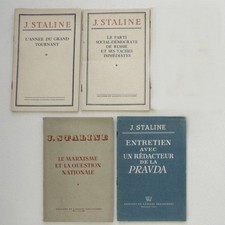 J. STALINE
L'ANNÉE DU GRAND
TOURNANT
J. STALINE
LE PARTI
SOCIAL-DÉMOCRATE
DE RUSSIE
ET SES TÂCHES
IMMÉDIATES
J. STALINE
LE MARXISME
ET LA QUESTION
NATIONALE
J. STALINE
ENTRETIEN
AVEC
UN RÉDACTEUR
DE LA
PRAVDA